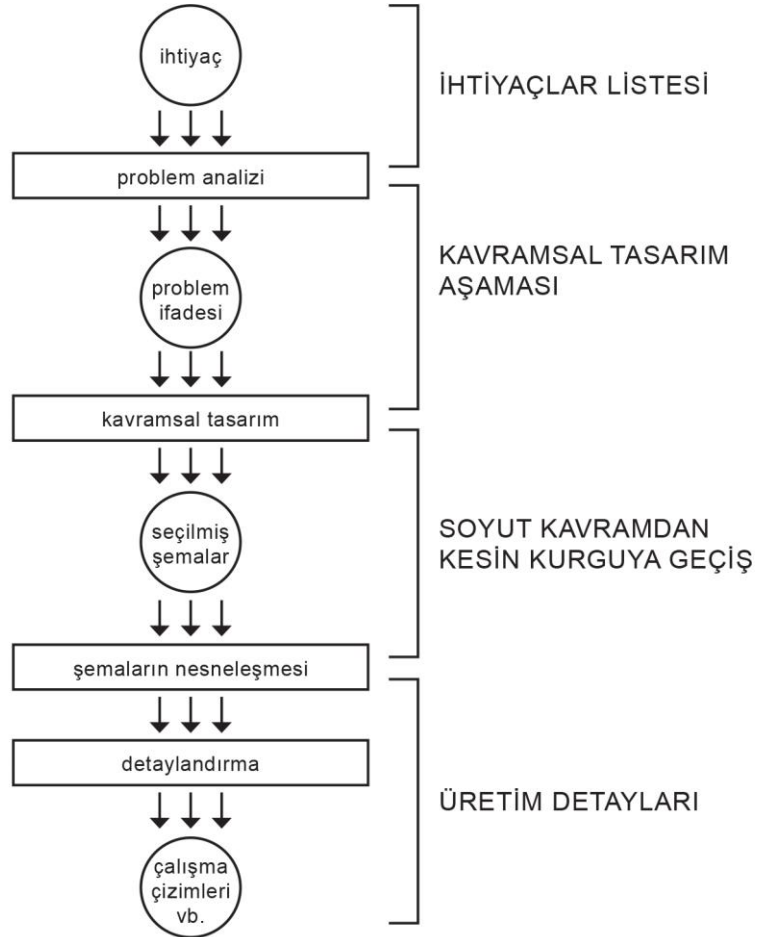 ihtiyaç
İHTİYAÇLAR LİSTESİ
problem analizi
problem
ifadesi
KAVRAMSAL TASARIM
AŞAMASI
kavramsal tasarım
seçilmiş
şemalar
SOYUT KAVRAMDAN
KESİN KURGUYA GEÇİŞ
şemaların nesneleşmesi
detaylandırma
ÜRETİM DETAYLARI
çalışma
çizimleri
vb.